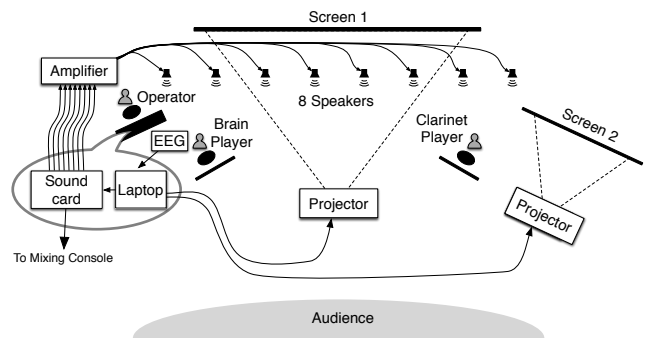 Screen 1
Amplifier
8 Speakers
Operator
Brain
Player
Clarinet
Player
Screen 2
EEG
Sound
card
Laptop
Projector
Projector
To Mixing Console
Audience